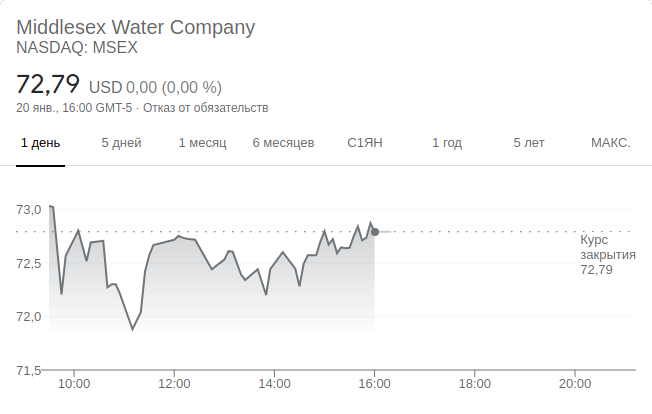 Middlesex Water Company
NASDAQ: MSEX
72,79 USD 0,00 (0,00 %)
20 янв., 16:00 GMT-5 · Отказ от обязательств
1 день 5 дней 1 месяц 6 месяцев С1ЯН 1 год 5 лет МАКС.
73,0
72,5
72,0
71,5
Курс
закрытия
72,79
10:00 12:00 14:00 16:00 18:00 20:00